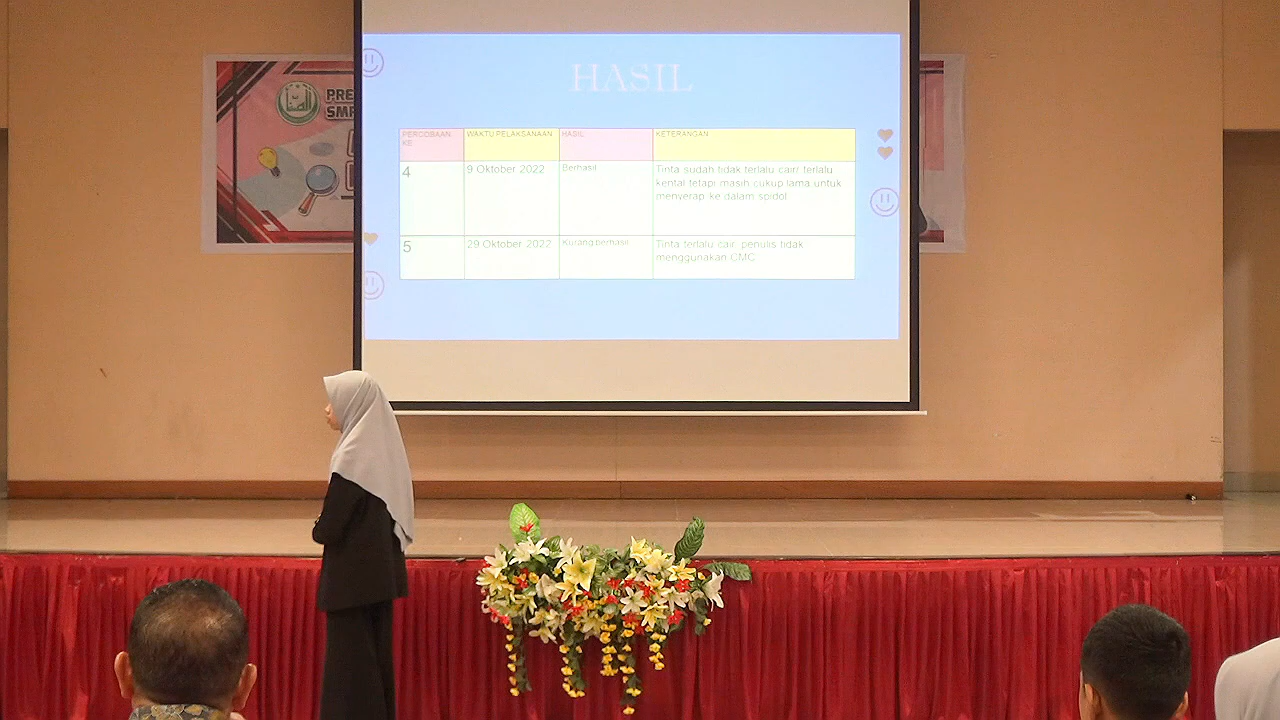 HASIL
PERCOBAAN KE
WAKTU PELAKSANAAN
HASIL
KETERANGAN
4
9 Oktober 2022
Berhasil
Tinta sudah tidak terlalu cair/ terlalu
kental tetapi masih cukup lama untuk
menyerap ke dalam spidol
5
29 Oktober 2022
Kurang berhasil
Tinta terlalu cair, penulis tidak
menggunakan CMC
PRE
SMP